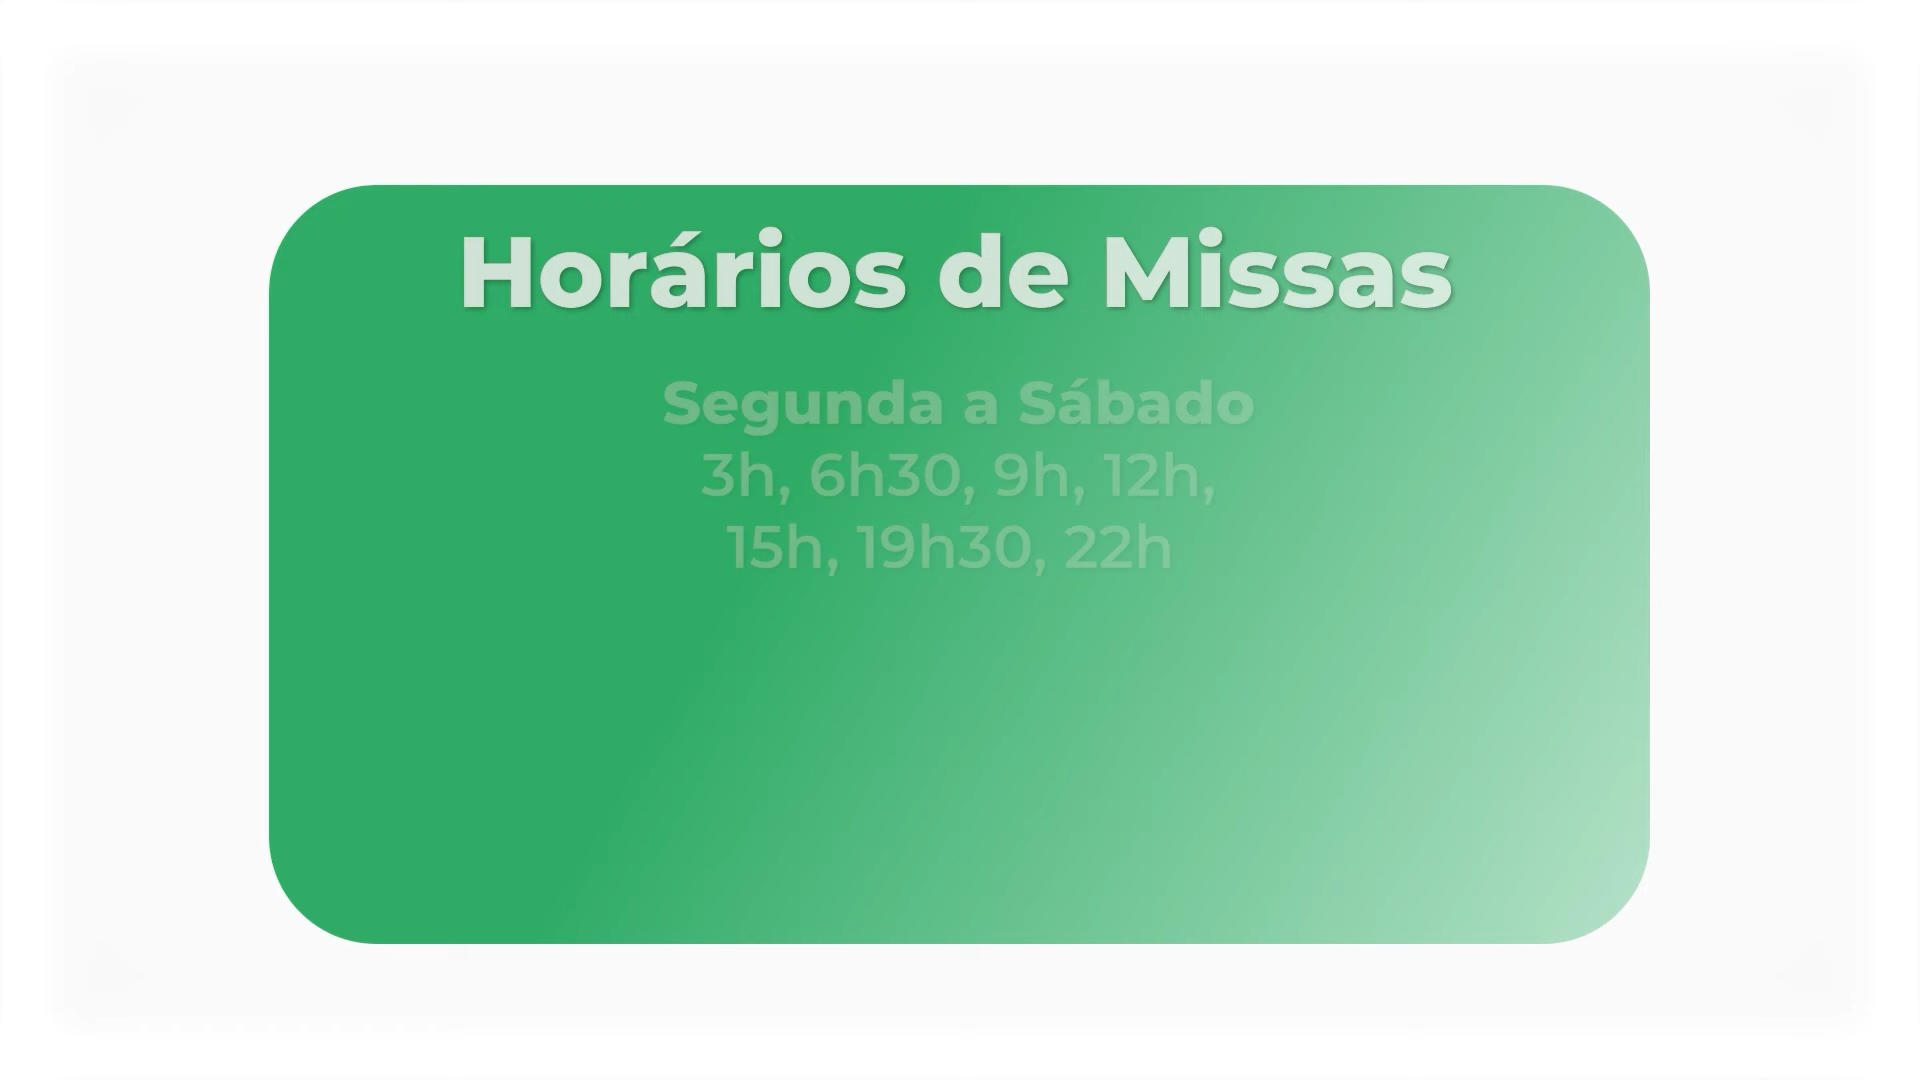 Horários de Missas
Segunda a Sábado
3h, 6h30, 9h, 12h,
15h, 19h30, 22h